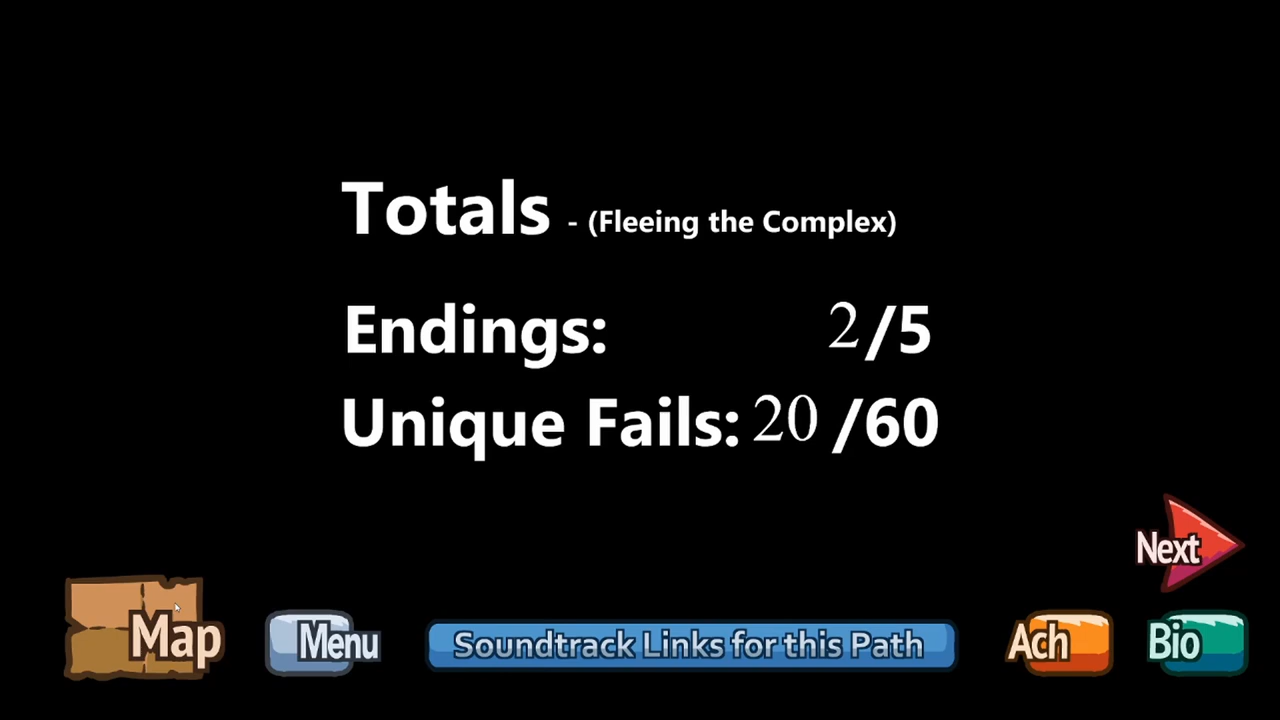 Totals - (Fleeing the Complex)
Endings: 2/5
Unique Fails: 20/60
Next
Map
Menu
Soundtrack Links for this Path
Ach
Bio